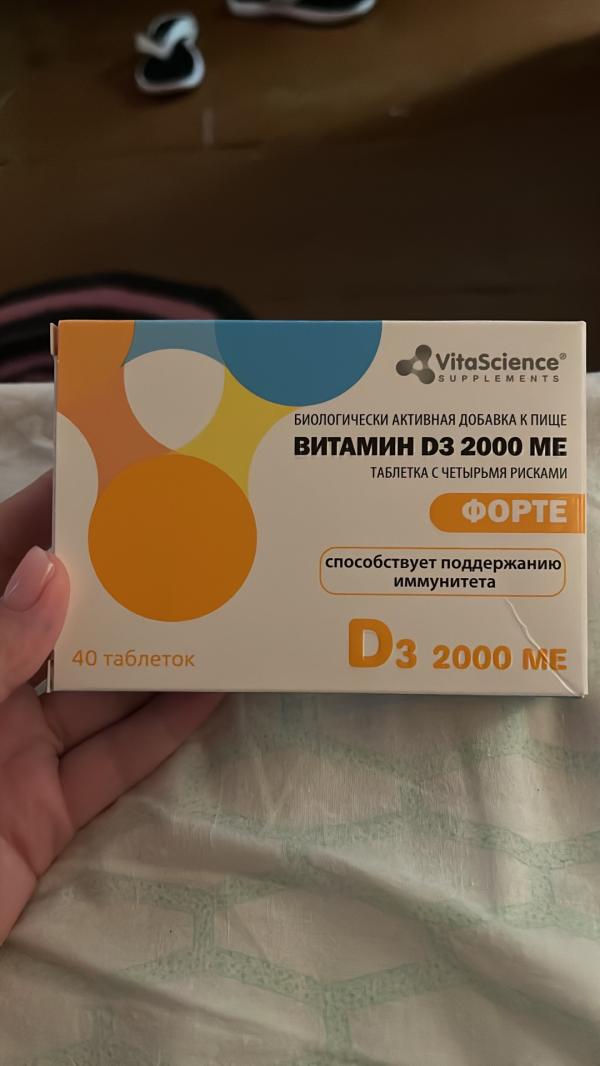 VitaScience®
SUPPLEMENTS
БИОЛОГИЧЕСКИ АКТИВНАЯ ДОБАВКА К ПИЩЕ
ВИТАМИН D3 2000 МЕ
ТАБЛЕТКА С ЧЕТЫРЬМЯ РИСКАМИ
ФОРТЕ
способствует поддержанию
иммунитета
40 таблеток
D3 2000 МЕ